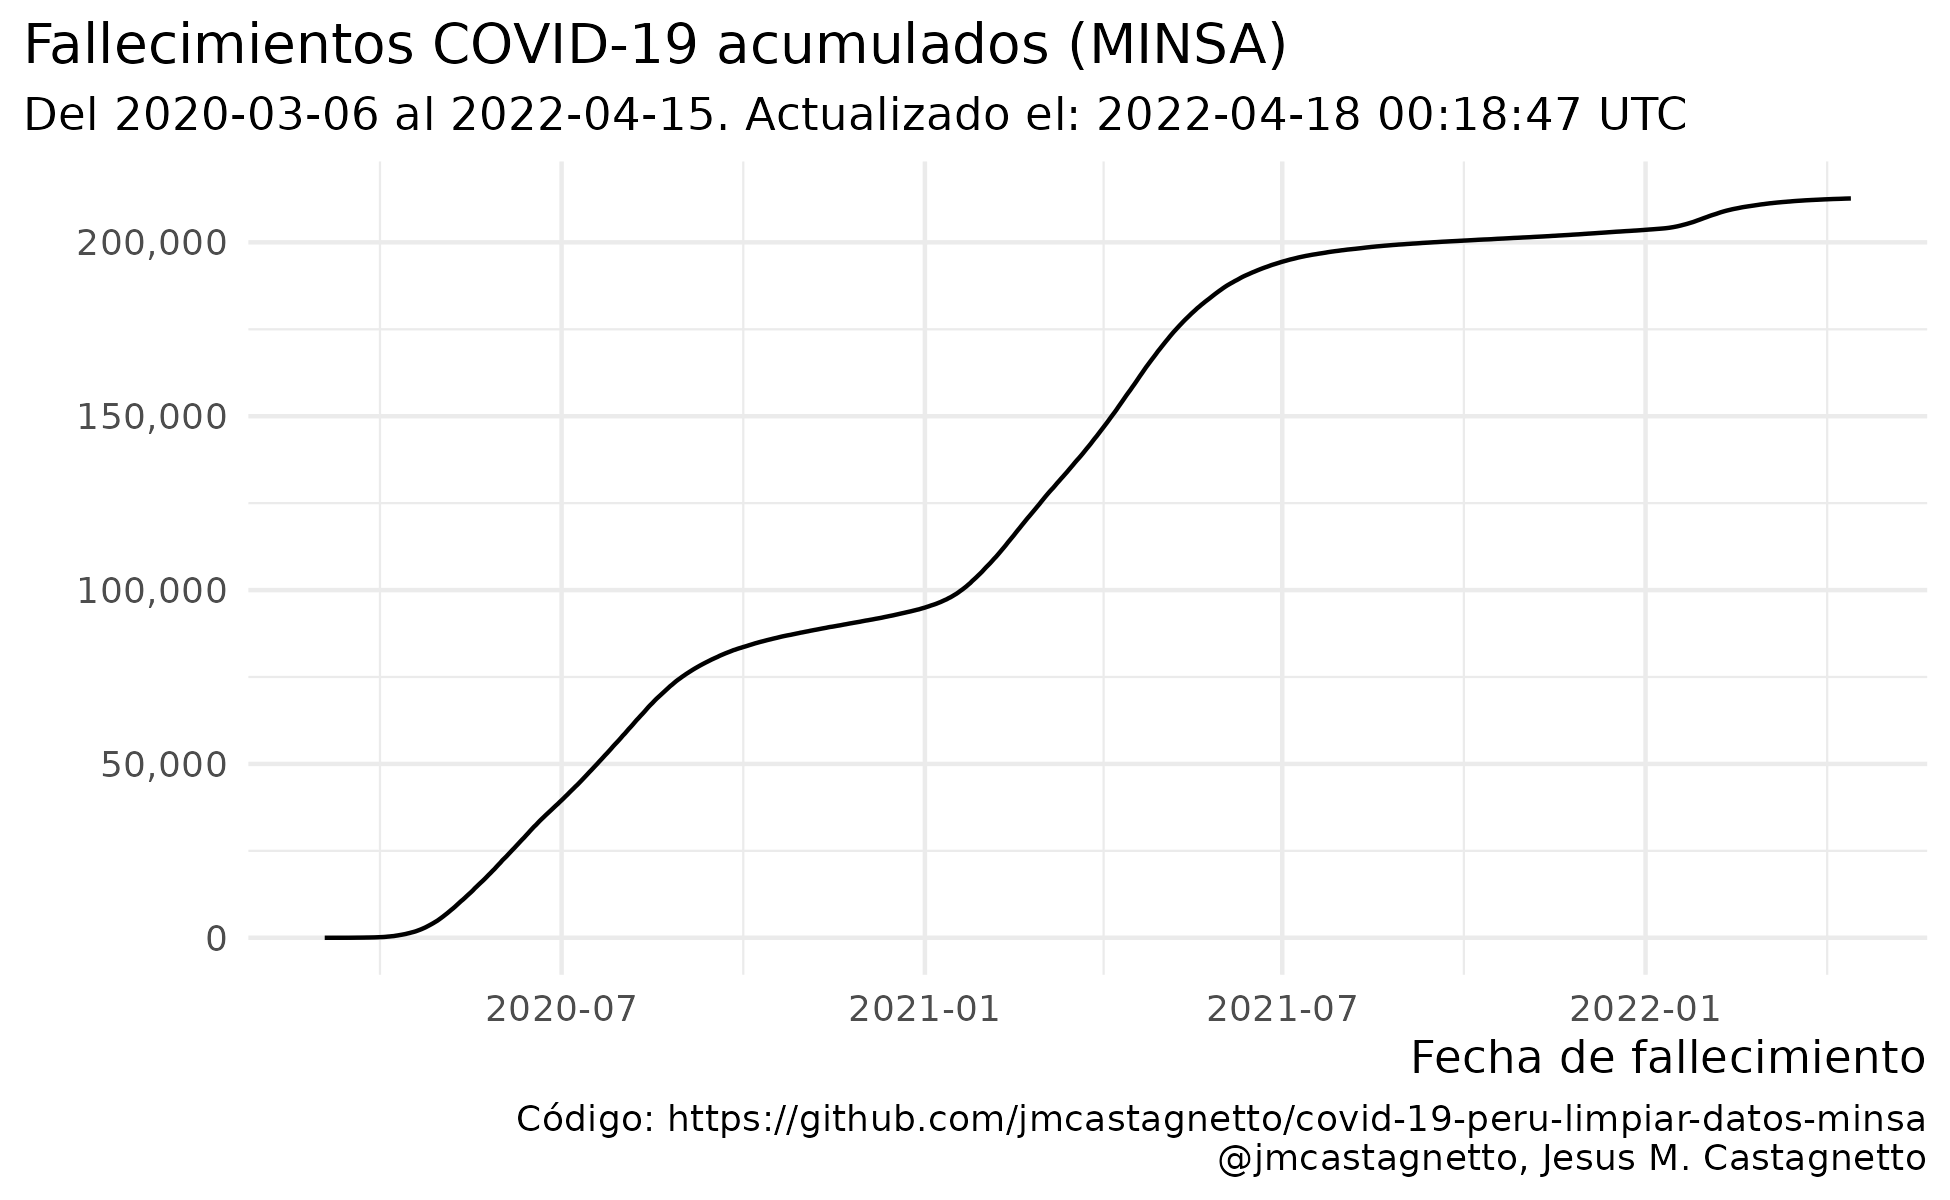 Fallecimientos COVID-19 acumulados (MINSA)
Del 2020-03-06 al 2022-04-15. Actualizado el: 2022-04-18 00:18:47 UTC
200,000
150,000
100,000
50,000
0
2020-07
2021-01
2021-07
2022-01
Fecha de fallecimiento
Código: https://github.com/jmcastagnetto/covid-19-peru-limpiar-datos-minsa
@jmcastagnetto, Jesus M. Castagnetto